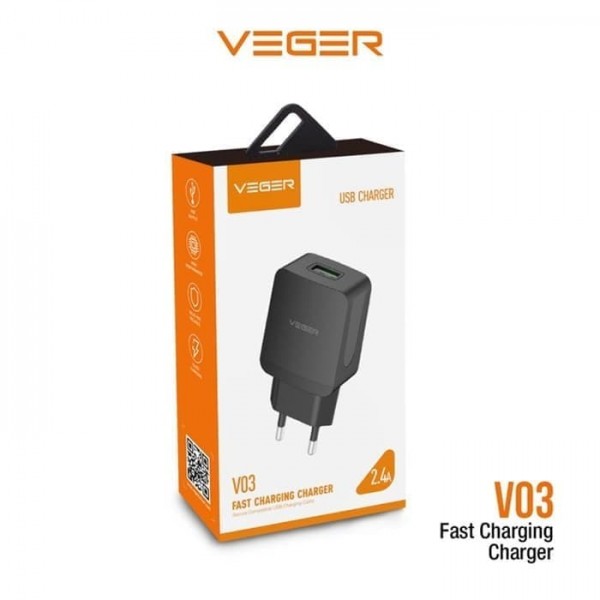 VEGER
VEGER
USB CHARGER
VEGER
2.4A
V03
FAST CHARGING CHARGER
V03
Fast Charging
Charger